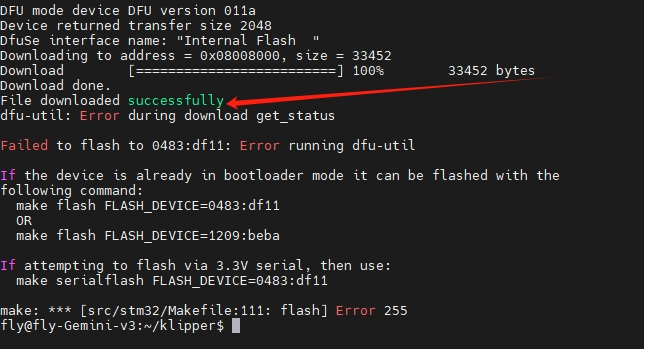 DFU mode device DFU version 011a
Device returned transfer size 2048
DfuSe interface name: "Internal Flash  "
Downloading to address = 0x08008000, size = 33452
Download        [=========================] 100%        33452 bytes
Download done.
File downloaded successfully
dfu-util: Error during download get_status
Failed to flash to 0483:df11: Error running dfu-util
If the device is already in bootloader mode it can be flashed with the
following command:
  make flash FLASH_DEVICE=0483:df11
  OR
  make flash FLASH_DEVICE=1209:beba
If attempting to flash via 3.3V serial, then use:
  make serialflash FLASH_DEVICE=0483:df11
make: *** [src/stm32/Makefile:111: flash] Error 255
fly@fly-Gemini-v3:~/klipper$